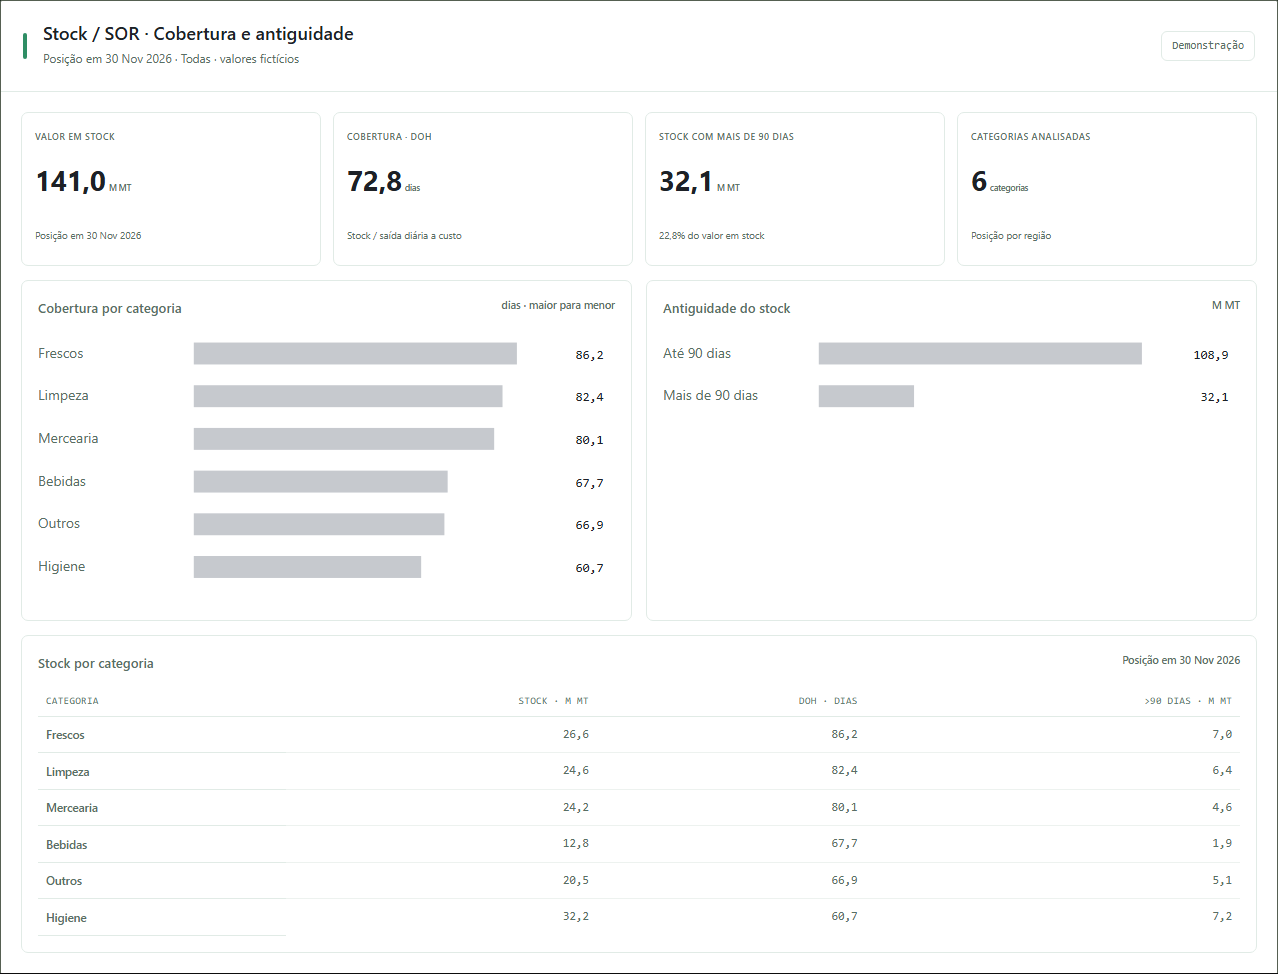 Stock / SOR · Cobertura e antiguidade
Posição em 30 Nov 2026 · Todas · valores fictícios
Demonstração
VALOR EM STOCK
141,0 M MT
Posição em 30 Nov 2026
COBERTURA · DOH
72,8 dias
Stock / saída diária a custo
STOCK COM MAIS DE 90 DIAS
32,1 M MT
22,8% do valor em stock
CATEGORIAS ANALISADAS
6 categorias
Posição por região
Cobertura por categoria
dias · maior para menor
Frescos 86,2
Limpeza 82,4
Mercearia 80,1
Bebidas 67,7
Outros 66,9
Higiene 60,7
Antiguidade do stock
M MT
Até 90 dias 108,9
Mais de 90 dias 32,1
Stock por categoria
Posição em 30 Nov 2026
CATEGORIA STOCK · M MT DOH · DIAS >90 DIAS · M MT
Frescos 26,6 86,2 7,0
Limpeza 24,6 82,4 6,4
Mercearia 24,2 80,1 4,6
Bebidas 12,8 67,7 1,9
Outros 20,5 66,9 5,1
Higiene 32,2 60,7 7,2